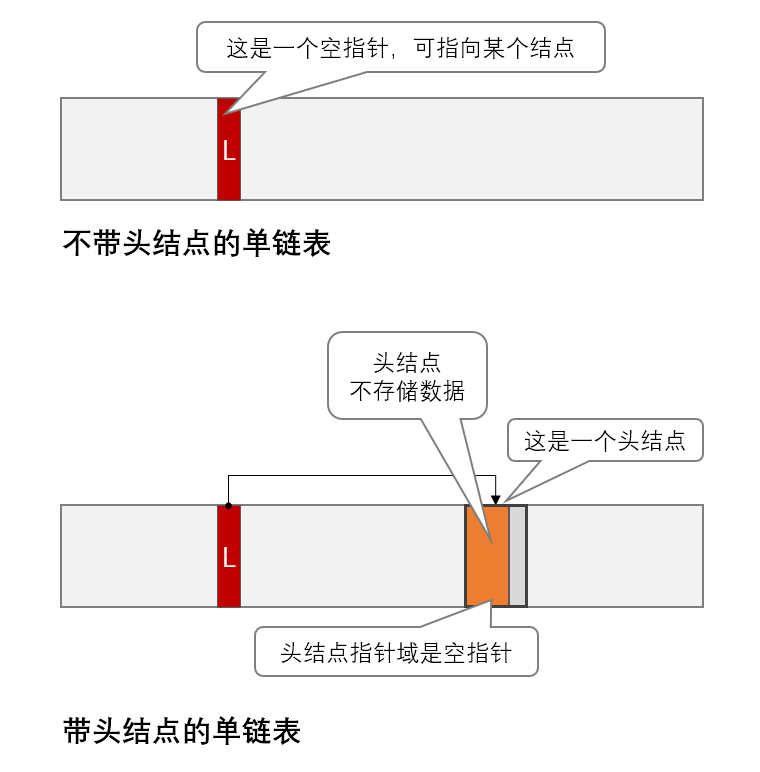 这是一个空指针，可指向某个结点
L
不带头结点的单链表
头结点
不存储数据
这是一个头结点
L
头结点指针域是空指针
带头结点的单链表